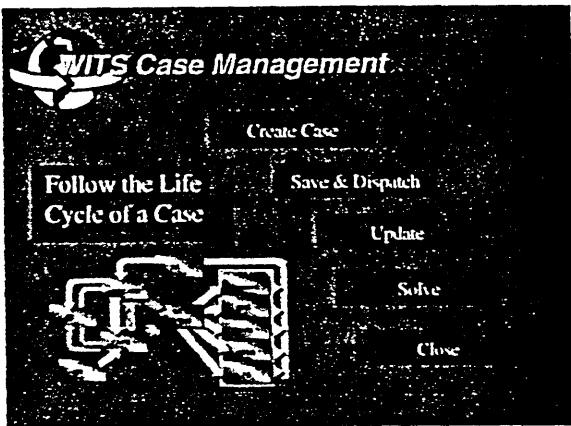 WITS Case Management
Create Case
Follow the Life
Cycle of a Case
Save & Dispatch
Update
Solve
Close